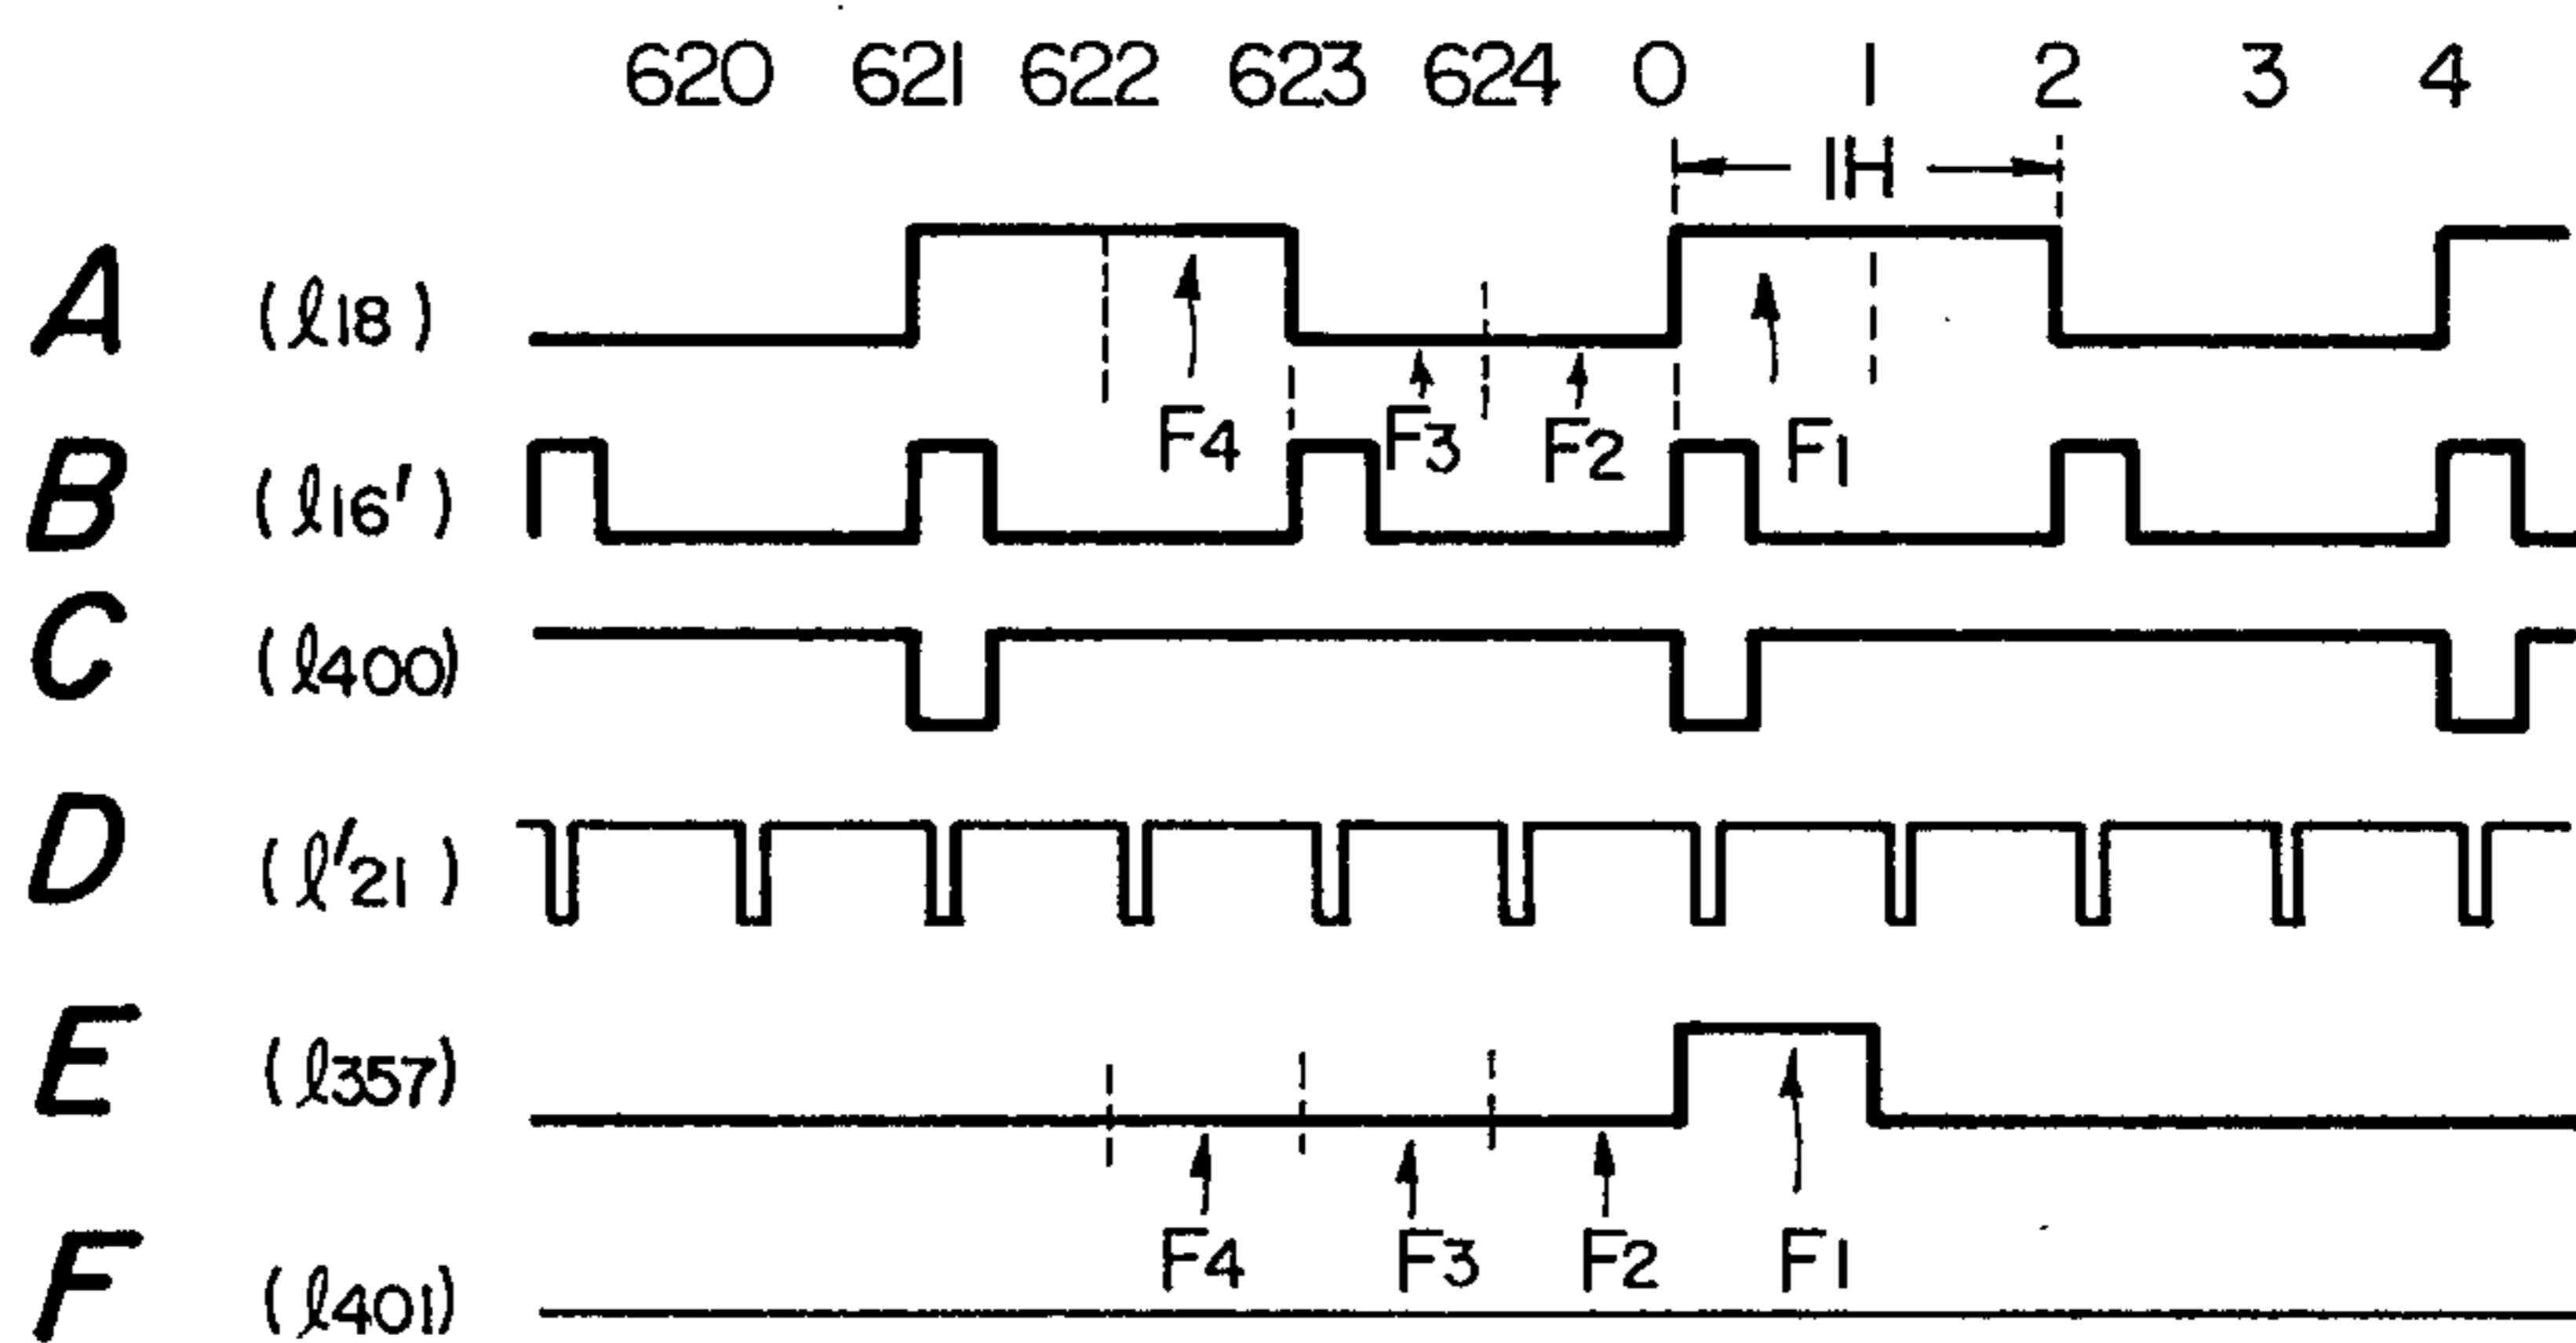 620 621 622 623 624 0 1 2 3 4
1H
A (ℓ18)
F4 F3 F2 F1
B (ℓ16')
C (ℓ400)
D (ℓ'21)
E (ℓ357)
F4 F3 F2 F1
F (ℓ401)